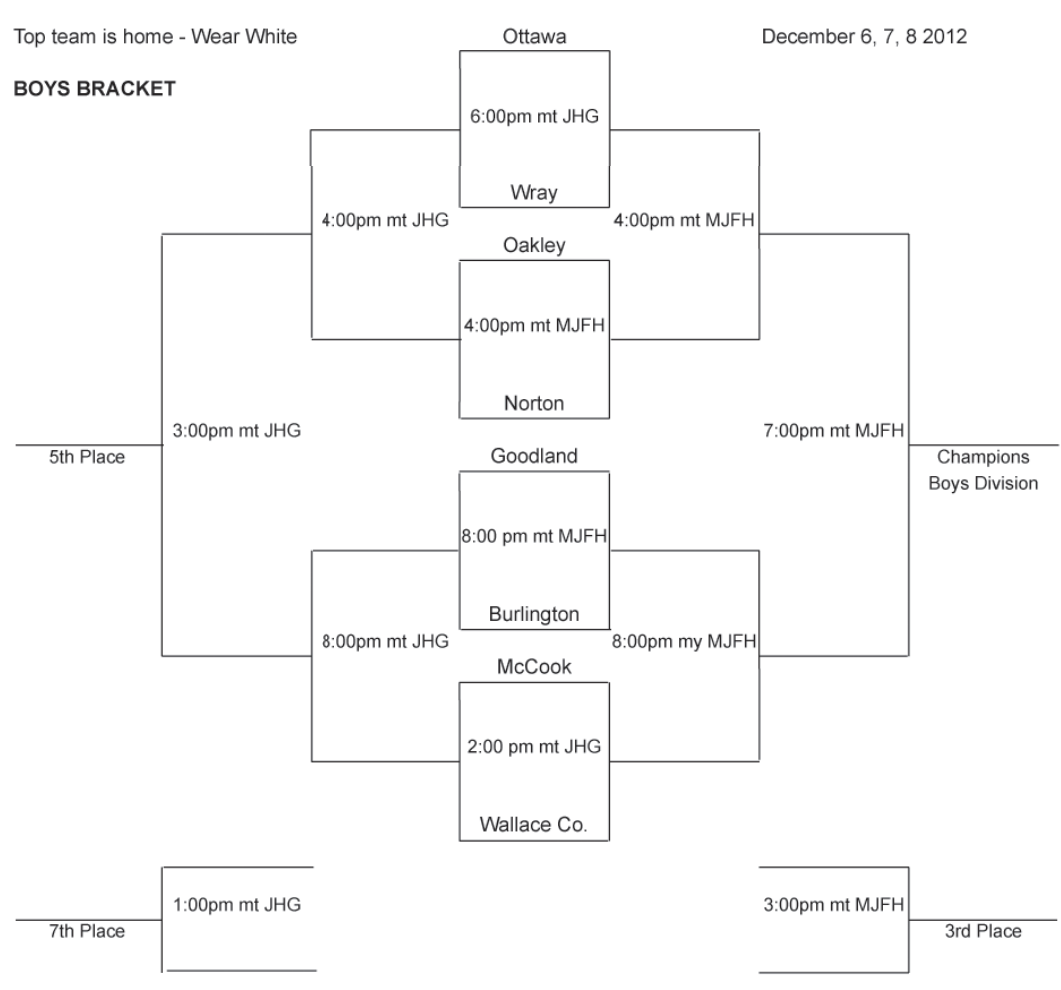 Top team is home - Wear White
Ottawa
December 6, 7, 8 2012
BOYS BRACKET
6:00pm mt JHG
Wray
4:00pm mt JHG
4:00pm mt MJFH
Oakley
4:00pm mt MJFH
Norton
3:00pm mt JHG
7:00pm mt MJFH
5th Place
Goodland
Champions
Boys Division
8:00 pm mt MJFH
Burlington
8:00pm mt JHG
8:00pm my MJFH
McCook
2:00 pm mt JHG
Wallace Co.
1:00pm mt JHG
3:00pm mt MJFH
7th Place
3rd Place